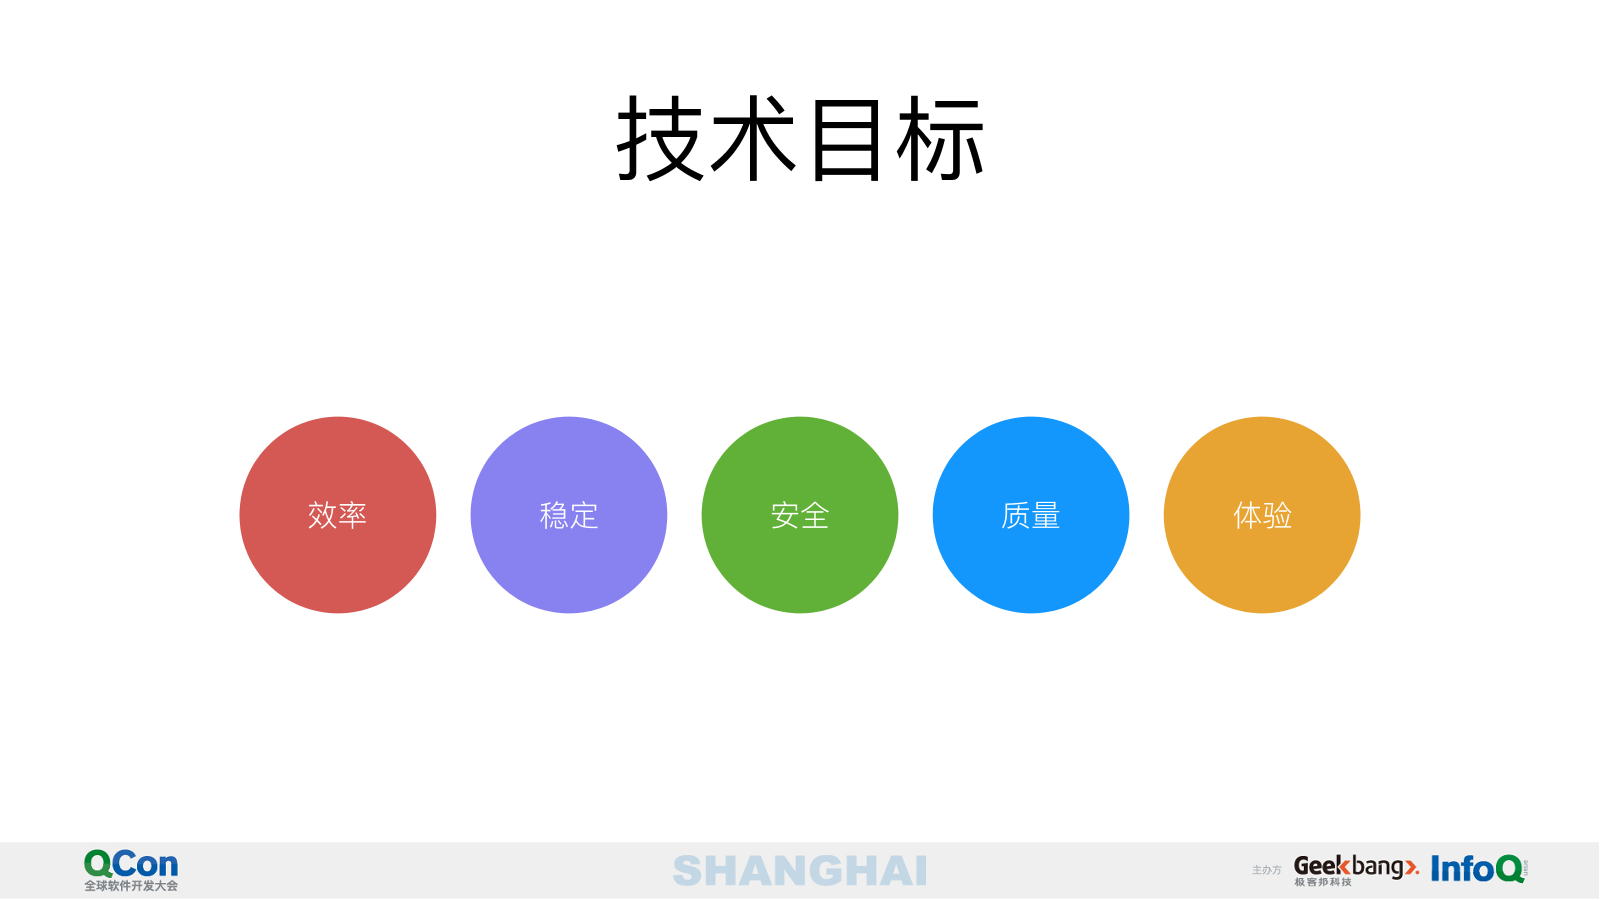 技术目标
效率
稳定
安全
质量
体验
QCon
全球软件开发大会
SHANGHAI
主办方
Geekbang
极客邦科技
InfoQ